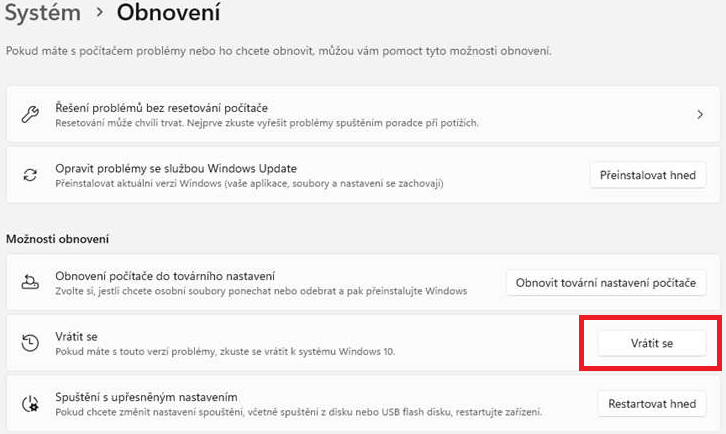 Systém > Obnovení
Pokud máte s počítačem problémy nebo ho chcete obnovit, můžou vám pomoct tyto možnosti obnovení.
Řešení problémů bez resetování počítače
Resetování může chvíli trvat. Nejprve zkuste vyřešit problémy spuštěním poradce při potížích.
Opravit problémy se službou Windows Update
Přeinstalovat aktuální verzi Windows (vaše aplikace, soubory a nastavení se zachovají)
Přeinstalovat hned
Možnosti obnovení
Obnovení počítače do továrního nastavení
Zvolte si, jestli chcete osobní soubory ponechat nebo odebrat a pak přeinstalujte Windows
Obnovit tovární nastavení počítače
Vrátit se
Pokud máte s touto verzí problémy, zkuste se vrátit k systému Windows 10.
Vrátit se
Spuštění s upřesněným nastavením
Pokud chcete změnit nastavení spouštění, včetně spuštění z disku nebo USB flash disku, restartujte zařízení.
Restartovat hned